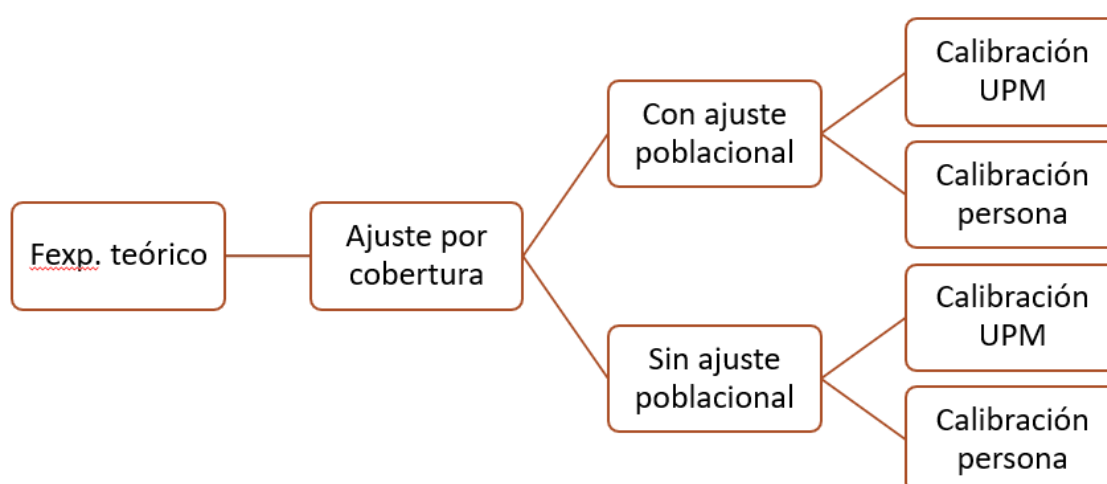 Fexp. teórico
Ajuste por
cobertura
Con ajuste
poblacional
Calibración
UPM
Calibración
persona
Sin ajuste
poblacional
Calibración
UPM
Calibración
persona